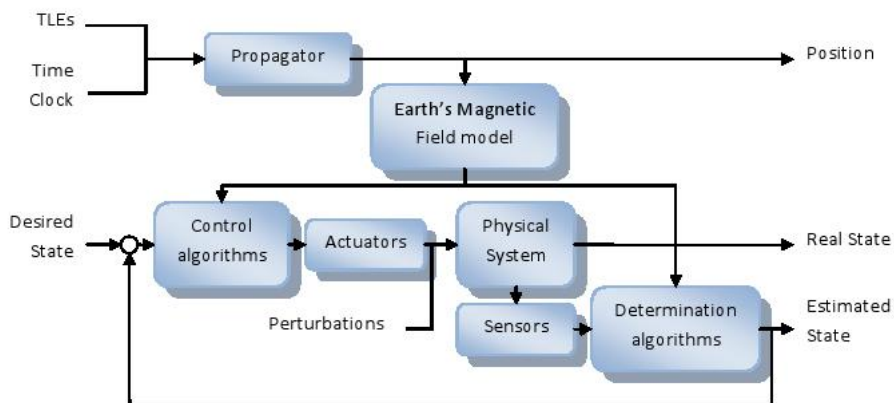 TLEs
Time
Clock
Propagator
Position
Earth's Magnetic
Field model
Desired
State
Control
algorithms
Actuators
Physical
System
Real State
Perturbations
Sensors
Determination
algorithms
Estimated
State